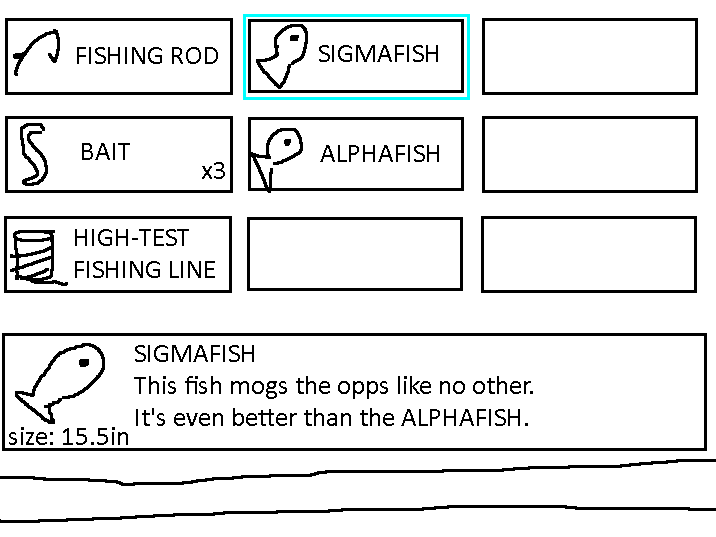 FISHING ROD
SIGMAFISH
BAIT
x3
ALPHAFISH
HIGH-TEST
FISHING LINE
SIGMAFISH
This fish mogs the opps like no other.
It's even better than the ALPHAFISH.
size: 15.5in